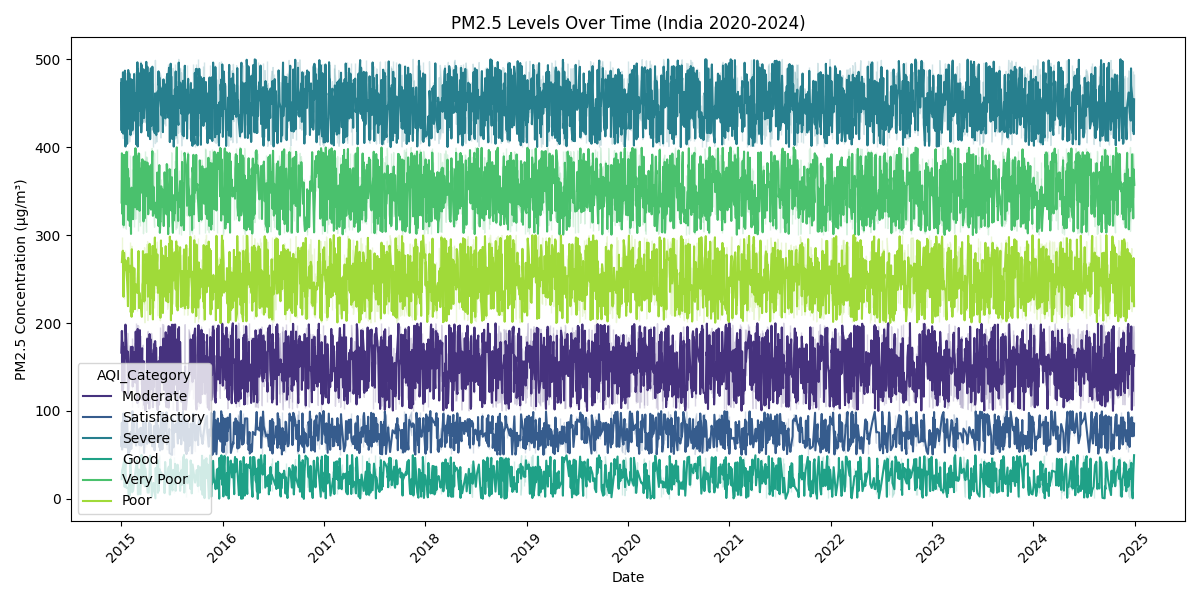 PM2.5 Levels Over Time (India 2020-2024)
PM2.5 Concentration (µg/m³)
500
400
300
200
100
0
AQI_Category
Moderate
Satisfactory
Severe
Good
Very Poor
Poor
2015
2016
2017
2018
2019
2020
2021
2022
2023
2024
2025
Date